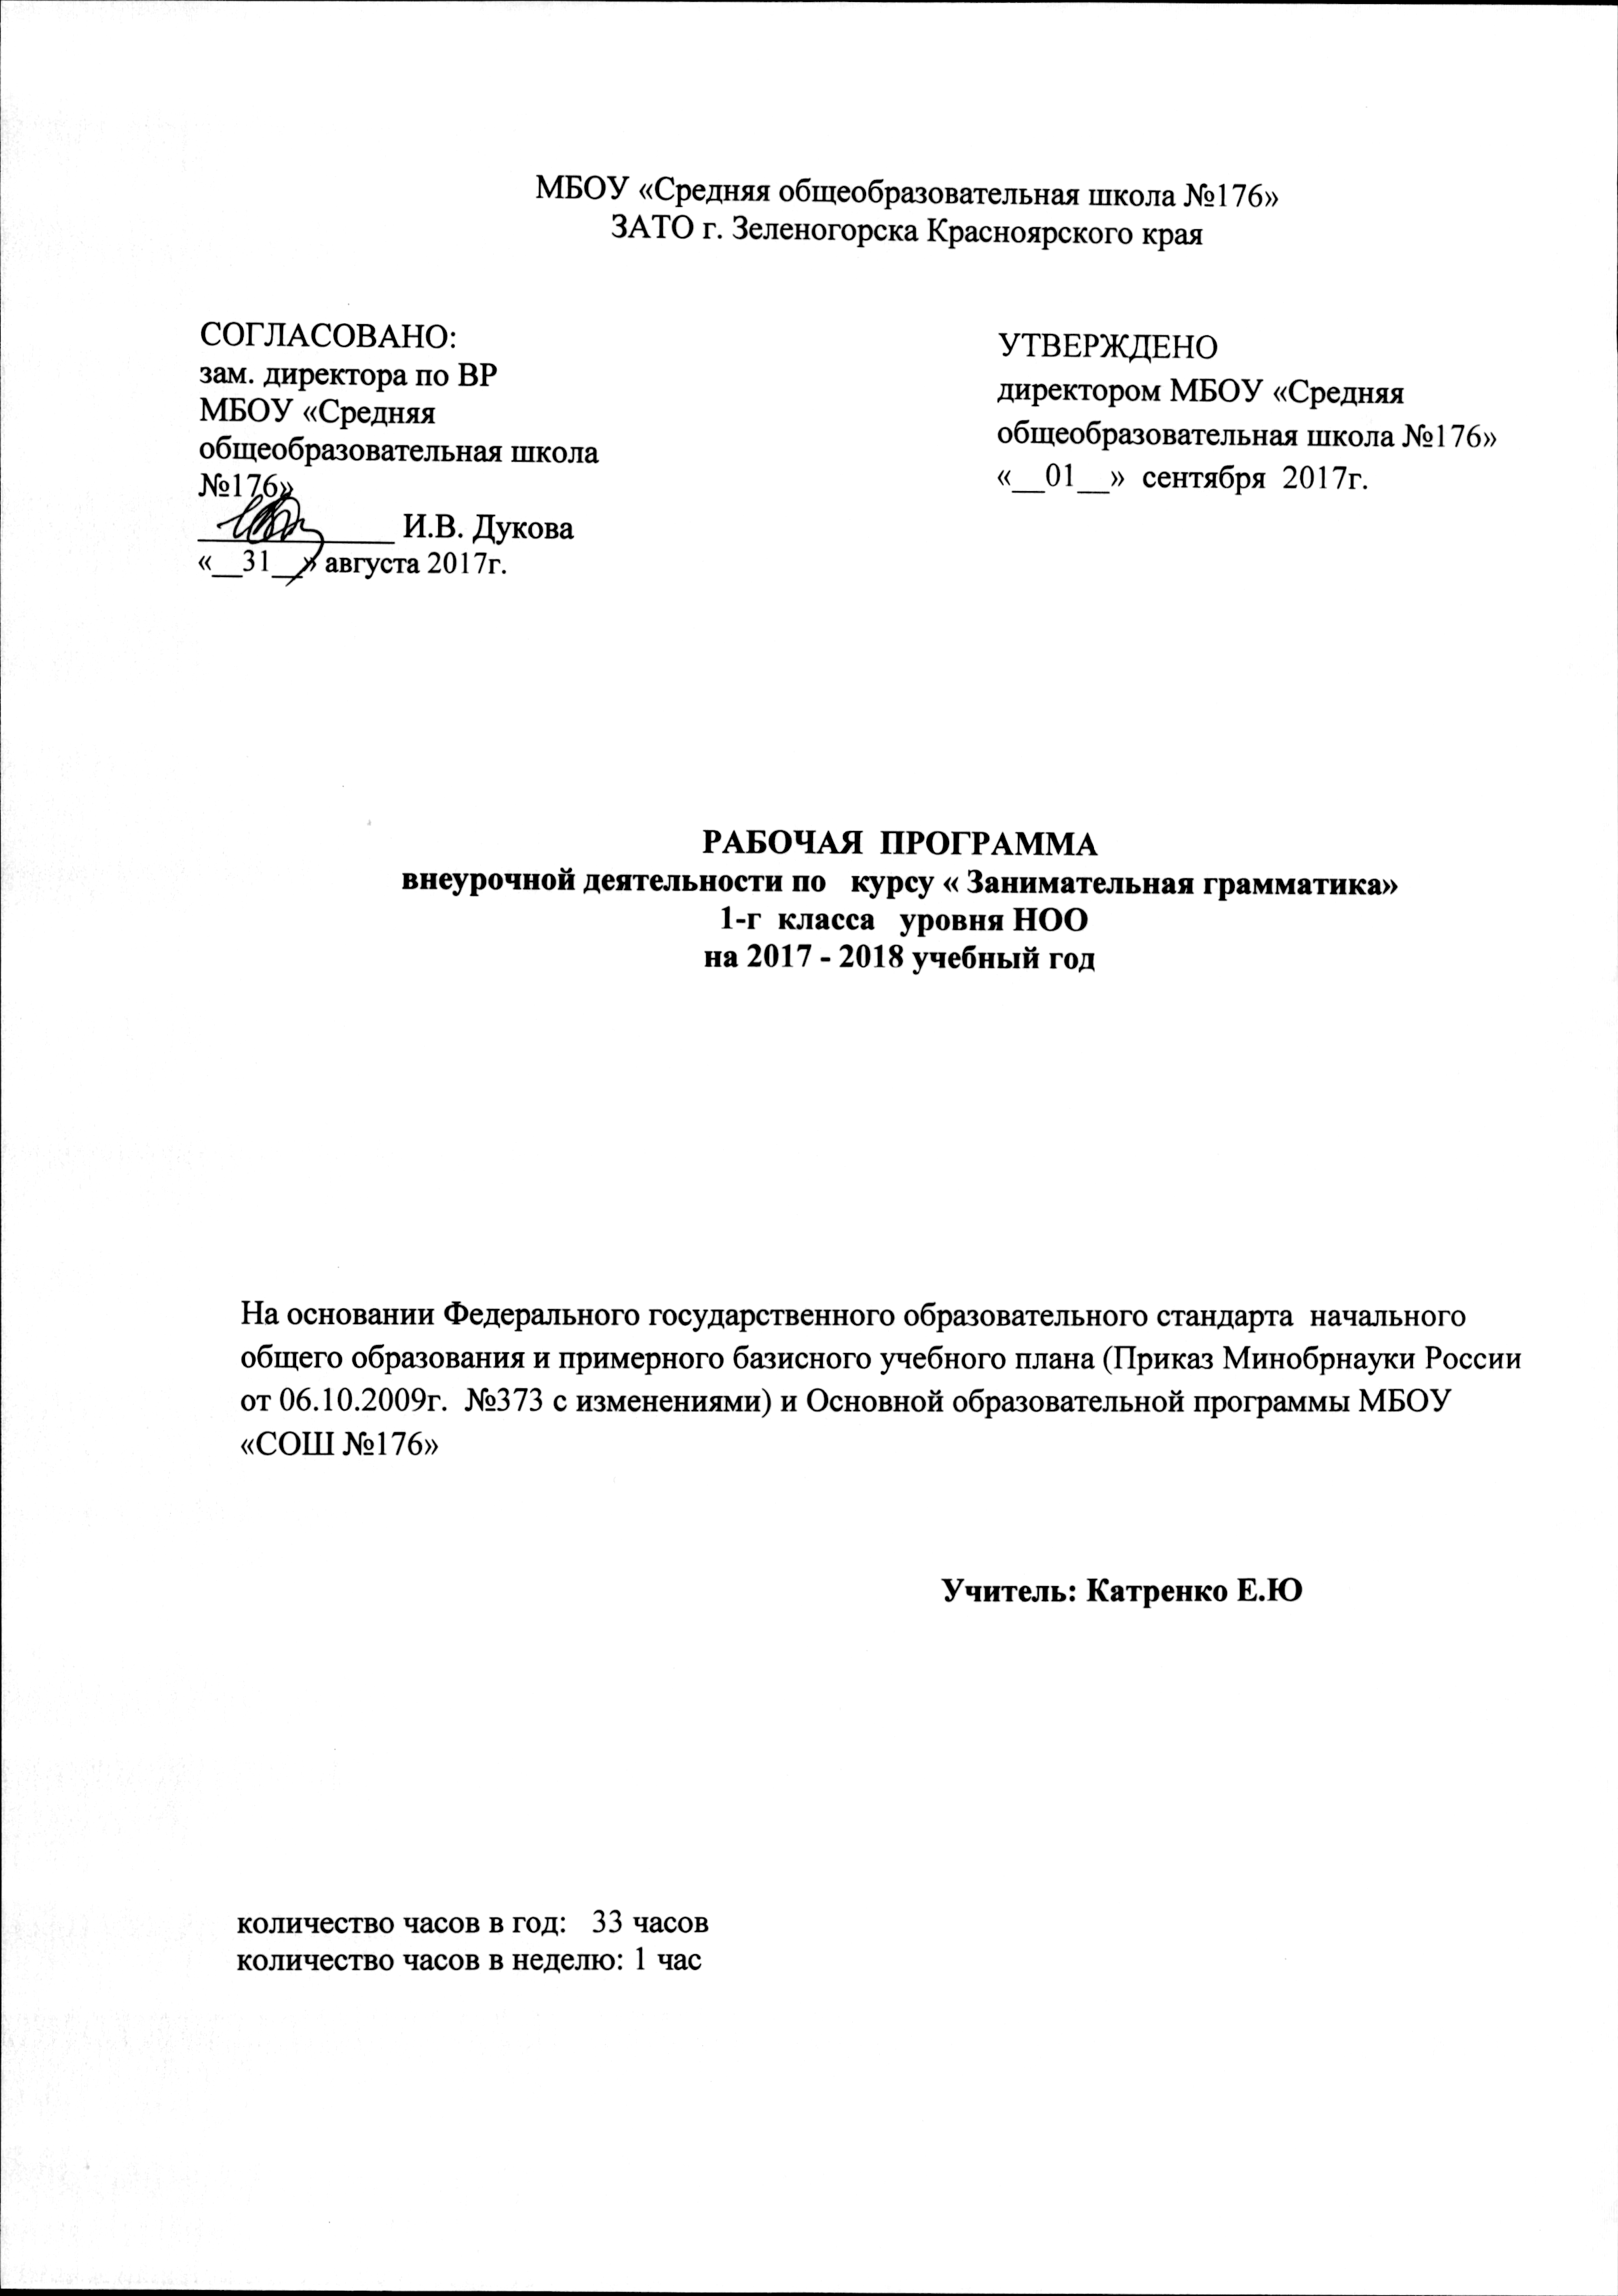 МБОУ «Средняя общеобразовательная школа №176»
ЗАТО г. Зеленогорска Красноярского края
СОГЛАСОВАНО:
зам. директора по ВР
МБОУ «Средняя
общеобразовательная школа
№176»
____________ И.В. Дукова
«__31__» августа 2017г.
УТВЕРЖДЕНО
директором МБОУ «Средняя
общеобразовательная школа №176»
«__01__» сентября 2017г.
РАБОЧАЯ ПРОГРАММА
внеурочной деятельности по курсу « Занимательная грамматика»
1-г класса уровня НОО
на 2017 - 2018 учебный год
На основании Федерального государственного образовательного стандарта начального
общего образования и примерного базисного учебного плана (Приказ Минобрнауки России
от 06.10.2009г. №373 с изменениями) и Основной образовательной программы МБОУ
«СОШ №176»
Учитель: Катренко Е.Ю
количество часов в год: 33 часов
количество часов в неделю: 1 час